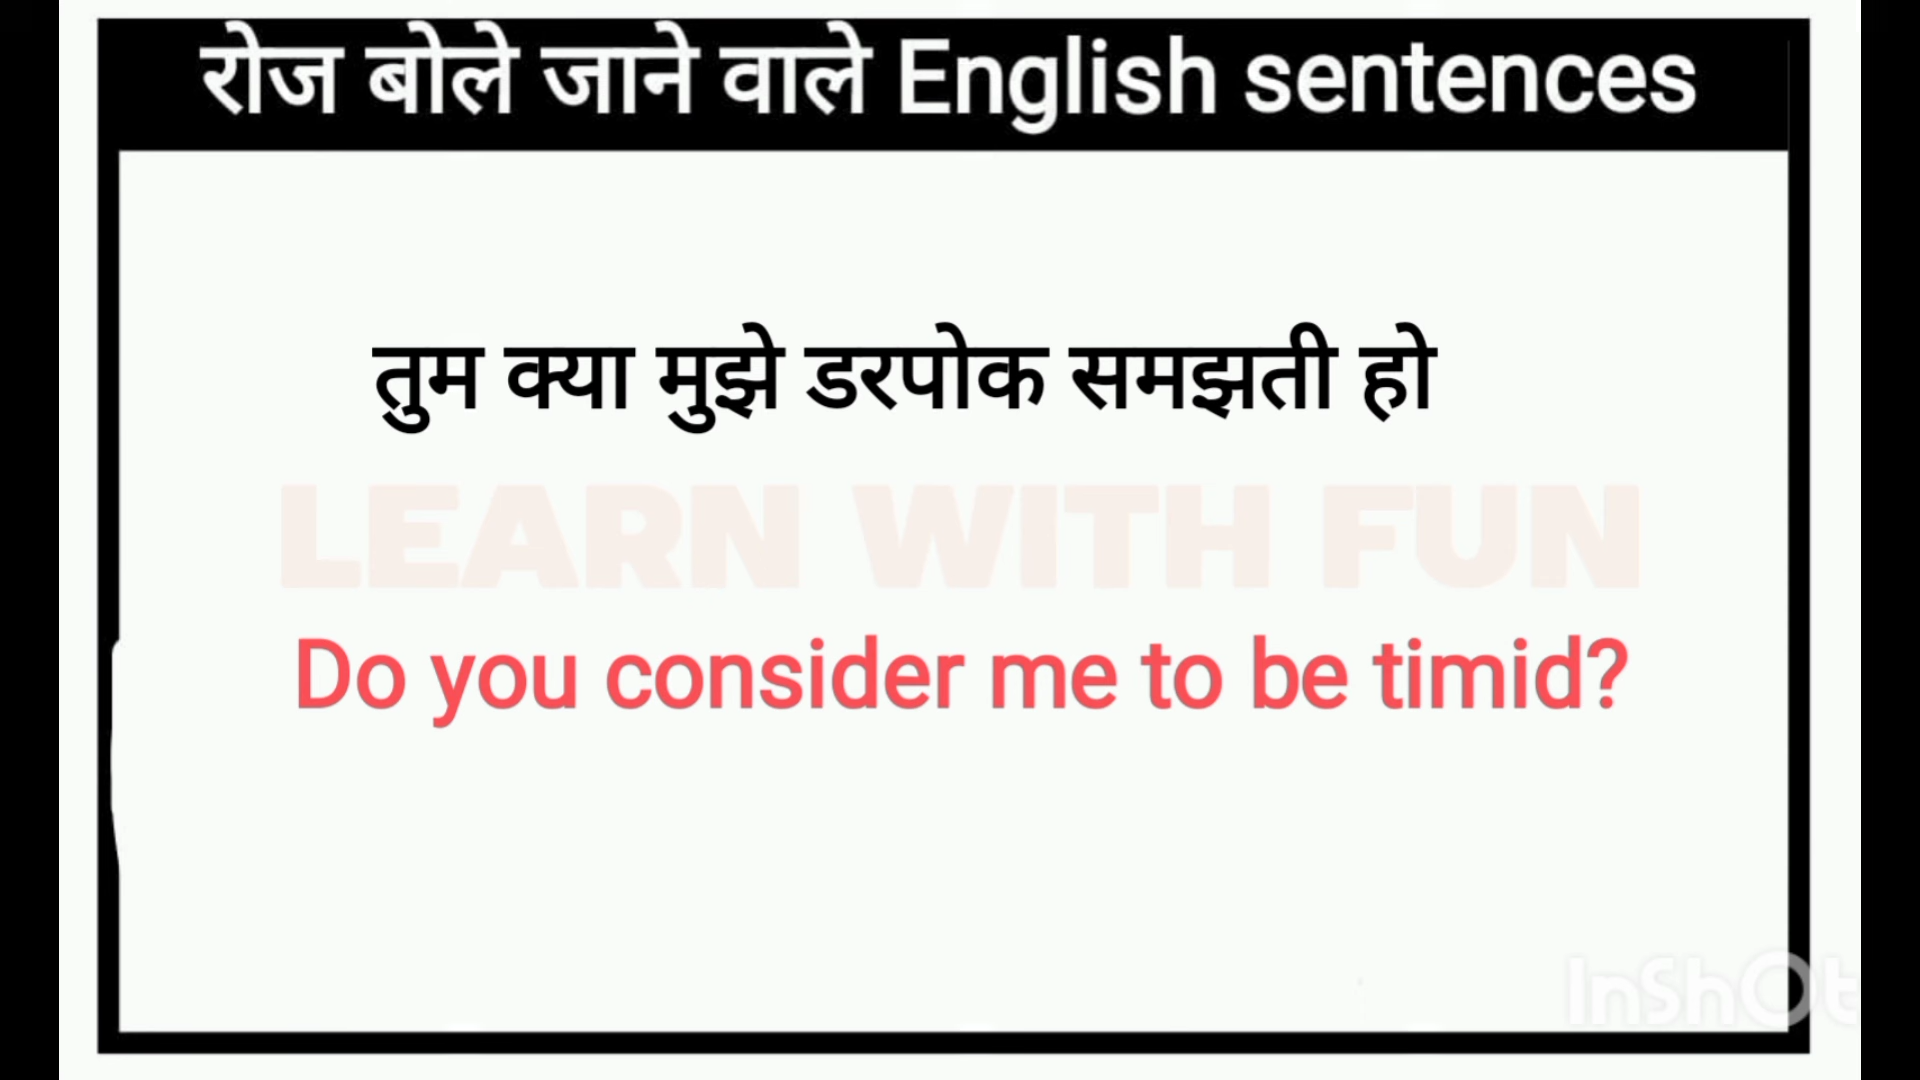 रोज बोले जाने वाले English sentences
तुम क्या मुझे डरपोक समझती हो
LEARN WITH FUN
Do you consider me to be timid?
InShOt